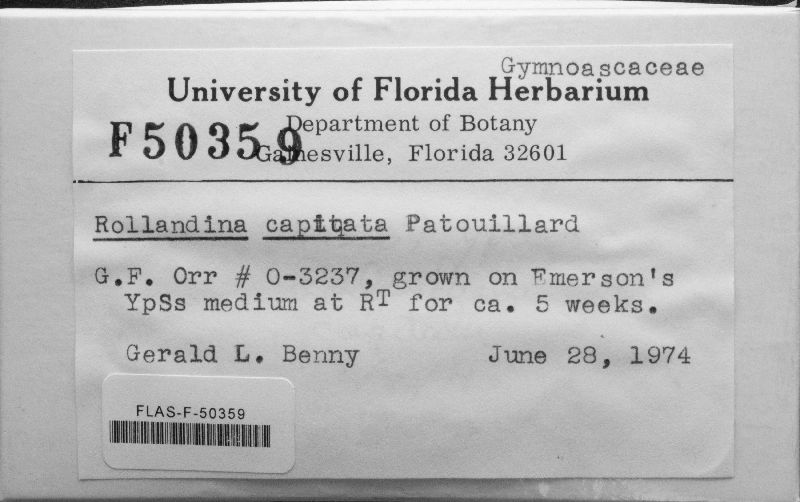 Gymnoascaceae
University of Florida Herbarium
F50359
Department of Botany
Gainesville, Florida 32601
Rollandina capitata Patouillard
G.F. Orr # O-3237, grown on Emerson's
YpSs medium at RT for ca. 5 weeks.
Gerald L. Benny June 28, 1974
FLAS-F-50359